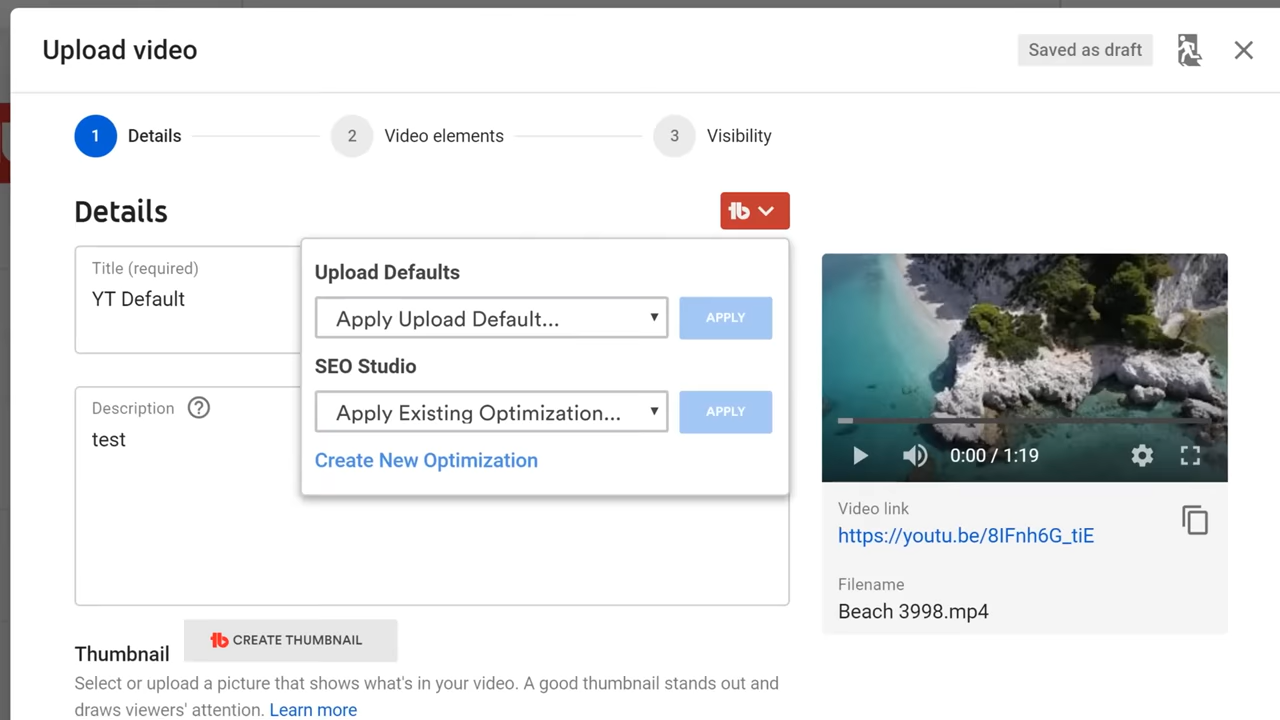 Upload video
Saved as draft
1 Details
2 Video elements
3 Visibility
Details
tb
Title (required)
YT Default
Upload Defaults
Apply Upload Default...
APPLY
SEO Studio
Apply Existing Optimization...
APPLY
Create New Optimization
Description ?
test
0:00 / 1:19
Video link
https://youtu.be/8IFnh6G_tiE
Filename
Beach 3998.mp4
Thumbnail
tb CREATE THUMBNAIL
Select or upload a picture that shows what's in your video. A good thumbnail stands out and
draws viewers' attention. Learn more